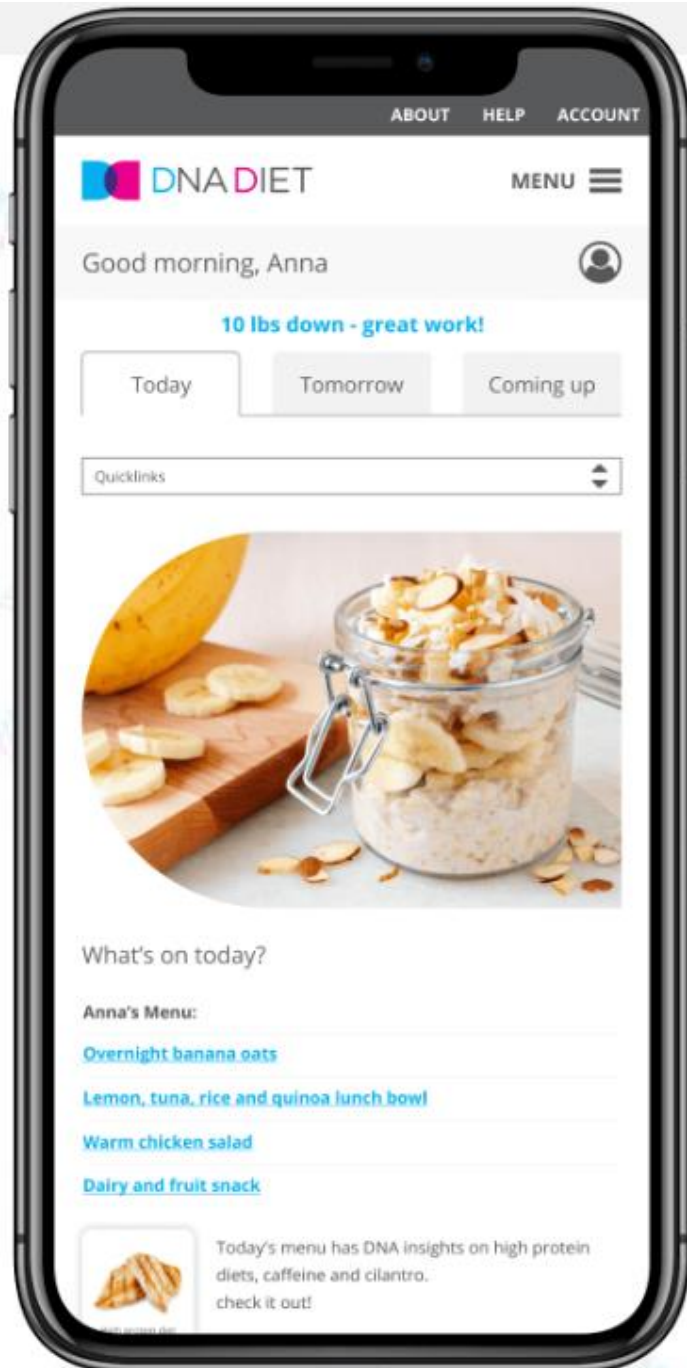 ABOUT HELP ACCOUNT
DNA DIET
MENU
Good morning, Anna
10 lbs down - great work!
Today Tomorrow Coming up
Quicklinks
What's on today?
Anna's Menu:
Overnight banana oats
Lemon, tuna, rice and quinoa lunch bowl
Warm chicken salad
Dairy and fruit snack
Today's menu has DNA insights on high protein
diets, caffeine and cilantro.
check it out!